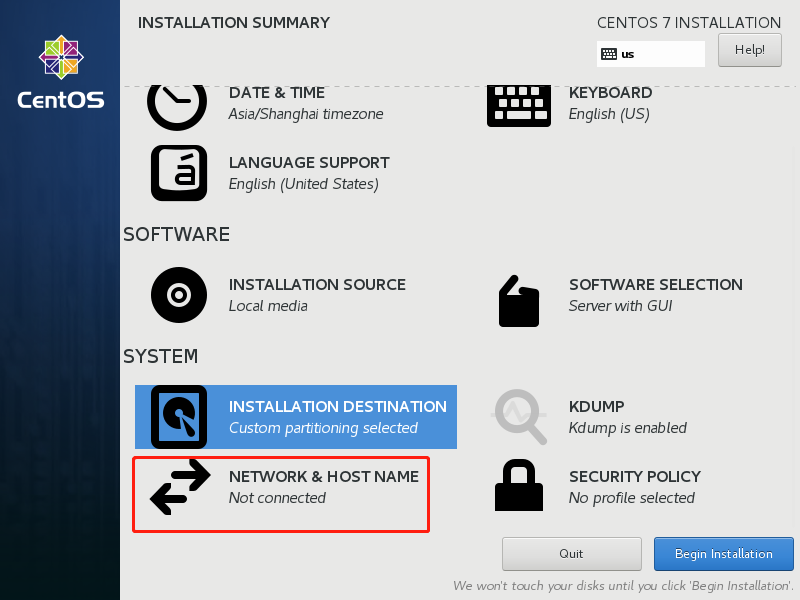 INSTALLATION SUMMARY
CENTOS 7 INSTALLATION
us
Help!
CentOS
DATE & TIME
Asia/Shanghai timezone
KEYBOARD
English (US)
LANGUAGE SUPPORT
English (United States)
SOFTWARE
INSTALLATION SOURCE
Local media
SOFTWARE SELECTION
Server with GUI
SYSTEM
INSTALLATION DESTINATION
Custom partitioning selected
KDUMP
Kdump is enabled
NETWORK & HOST NAME
Not connected
SECURITY POLICY
No profile selected
Quit
Begin Installation
We won't touch your disks until you click 'Begin Installation'.